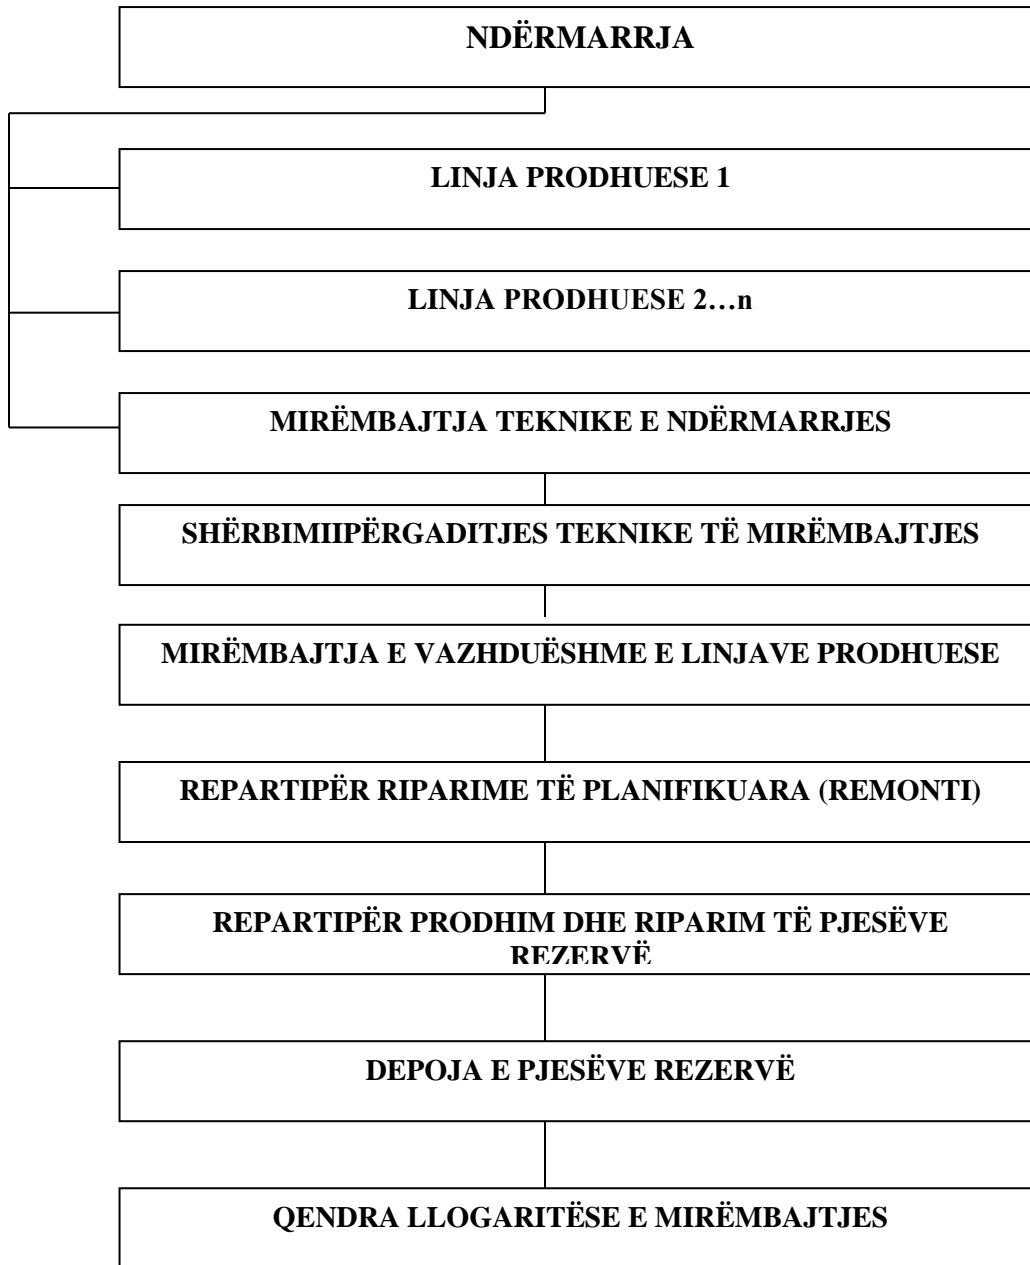 NDËRMARRJA
LINJA PRODHUESE 1
LINJA PRODHUESE 2…n
MIRËMBAJTJA TEKNIKE E NDËRMARRJES
SHËRBIMIIPËRGADITJES TEKNIKE TË MIRËMBAJTJES
MIRËMBAJTJA E VAZHDUËSHME E LINJAVE PRODHUESE
REPARTIPËR RIPARIME TË PLANIFIKUARA (REMONTI)
REPARTIPËR PRODHIM DHE RIPARIM TË PJESËVE
REZERVË
DEPOJA E PJESËVE REZERVË
QENDRA LLOGARITËSE E MIRËMBAJTJES